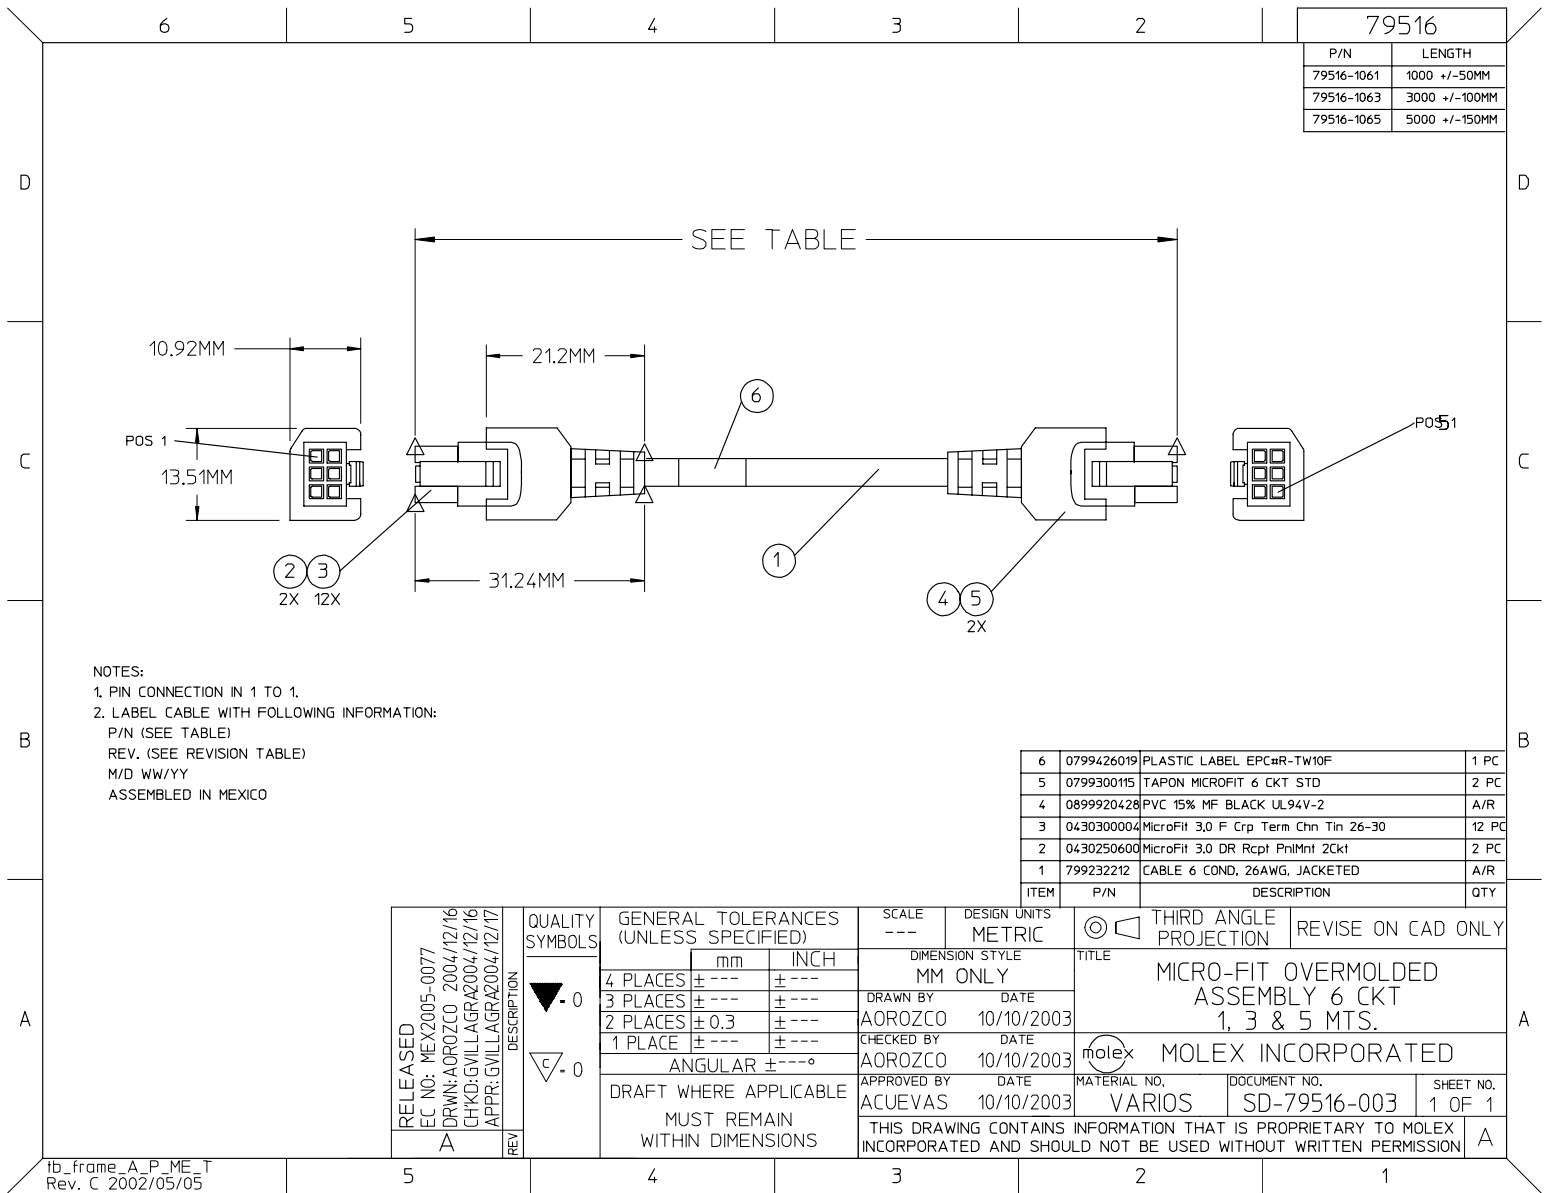 6 5 4 3 2 79516
P/N LENGTH
79516-1061 1000 +/-50MM
79516-1063 3000 +/-100MM
79516-1065 5000 +/-150MM
D D
SEE TABLE
10.92MM
21.2MM
6
POS 1
POS 1
5
C C
13.51MM
1
2 3
2X 12X
31.24MM
4 5
2X
NOTES:
1. PIN CONNECTION IN 1 TO 1.
2. LABEL CABLE WITH FOLLOWING INFORMATION:
P/N (SEE TABLE)
REV. (SEE REVISION TABLE)
M/D WW/YY
ASSEMBLED IN MEXICO
B B
6 0799426019 PLASTIC LABEL EPC#R-TW10F 1 PC
5 0799300115 TAPON MICROFIT 6 CKT STD 2 PC
4 0899920428 PVC 15% MF BLACK UL94V-2 A/R
3 0430300004 MicroFit 3.0 F Crp Term Chn Tin 26-30 12 PC
2 0430250600 MicroFit 3.0 DR Rcpt PnlMnt 2Ckt 2 PC
1 799232212 CABLE 6 COND, 26AWG, JACKETED A/R
ITEM P/N DESCRIPTION QTY
A A
RELEASED
EC NO: MEX2005-0077
DRWN:AOROZCO 2004/12/16
CH'KD:GVILLAGRA2004/12/16
APPR:GVILLAGRA2004/12/17
DESCRIPTION
A
REV
QUALITY
SYMBOLS
- 0
C - 0
GENERAL TOLERANCES
(UNLESS SPECIFIED)
mm INCH
4 PLACES ± --- ± ---
3 PLACES ± --- ± ---
2 PLACES ± 0.3 ± ---
1 PLACE ± --- ± ---
ANGULAR ±---°
DRAFT WHERE APPLICABLE
MUST REMAIN
WITHIN DIMENSIONS
SCALE
---
DESIGN UNITS
METRIC
THIRD ANGLE
PROJECTION
REVISE ON CAD ONLY
DIMENSION STYLE
MM ONLY
DRAWN BY DATE
AOROZCO 10/10/2003
CHECKED BY DATE
AOROZCO 10/10/2003
APPROVED BY DATE
ACUEVAS 10/10/2003
TITLE
MICRO-FIT OVERMOLDED
ASSEMBLY 6 CKT
1, 3 & 5 MTS.
molex MOLEX INCORPORATED
MATERIAL NO.
VARIOS
DOCUMENT NO.
SD-79516-003
SHEET NO.
1 OF 1
THIS DRAWING CONTAINS INFORMATION THAT IS PROPRIETARY TO MOLEX
INCORPORATED AND SHOULD NOT BE USED WITHOUT WRITTEN PERMISSION
A
tb_frame_A_P_ME_T
Rev. C 2002/05/05
5 4 3 2 1